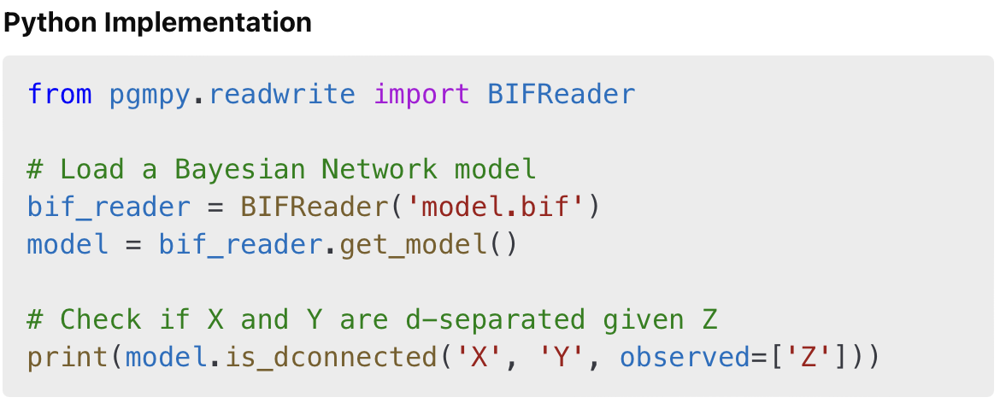 Python Implementation
from pgmpy.readwrite import BIFReader
# Load a Bayesian Network model
bif_reader = BIFReader('model.bif')
model = bif_reader.get_model()
# Check if X and Y are d-separated given Z
print(model.is_dconnected('X', 'Y', observed=['Z']))